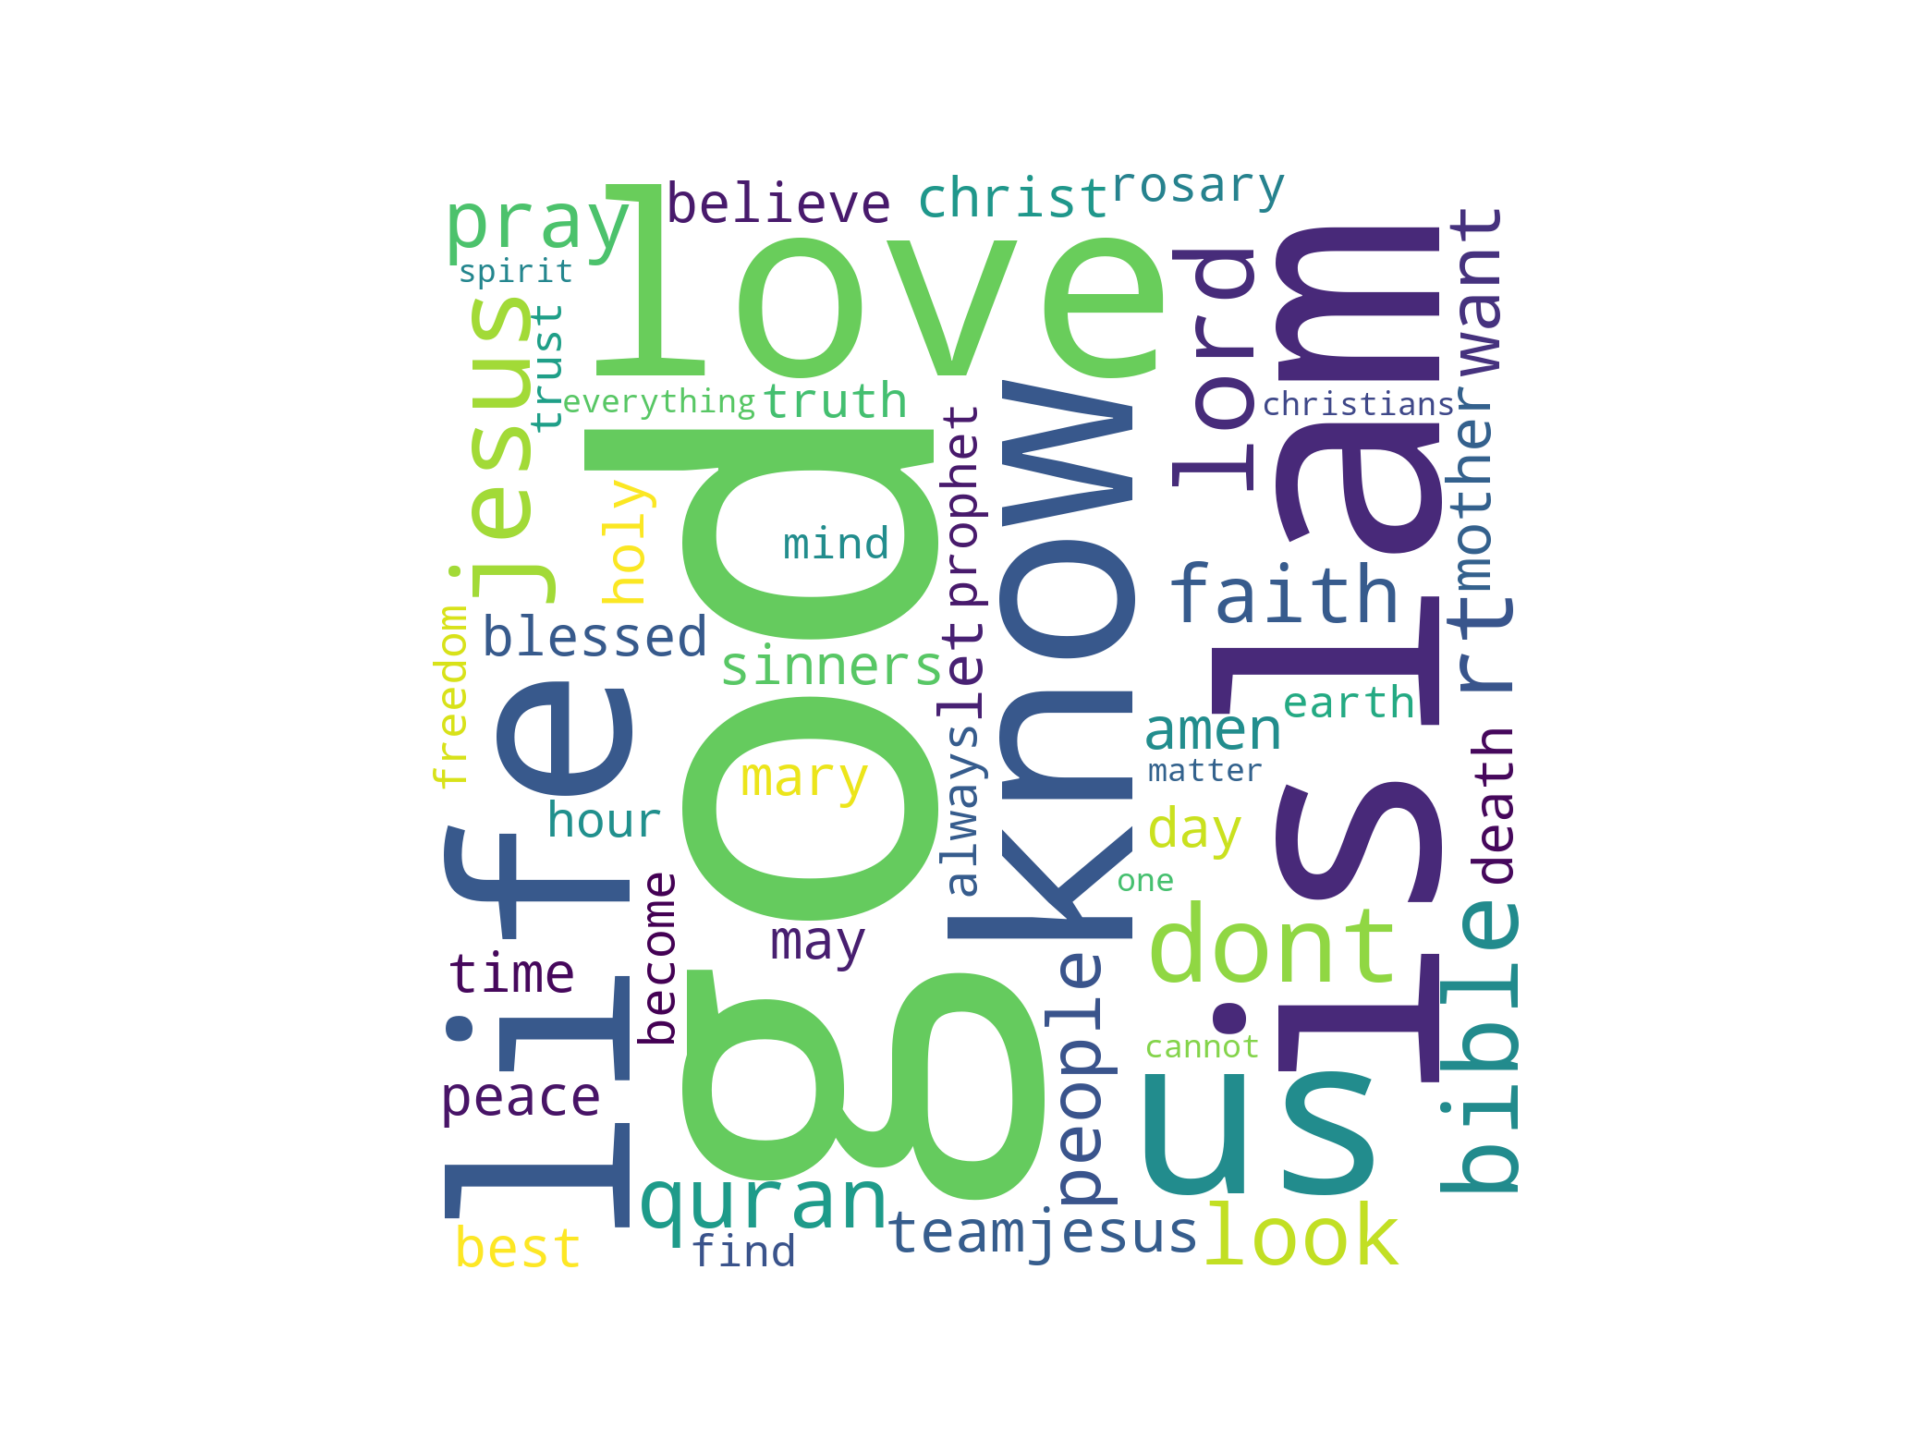 believe
christ
rosary
pray
love
spirit
jesus
trust
everything
truth
lord
islam
want
christians
mother
know
prophet
god
holy
mind
faith
freedom
blessed
sinners
let
rt
life
earth
amen
matter
mary
always
death
hour
day
one
become
may
time
dont
people
bible
cannot
us
peace
quran
teamjesus
look
best
find